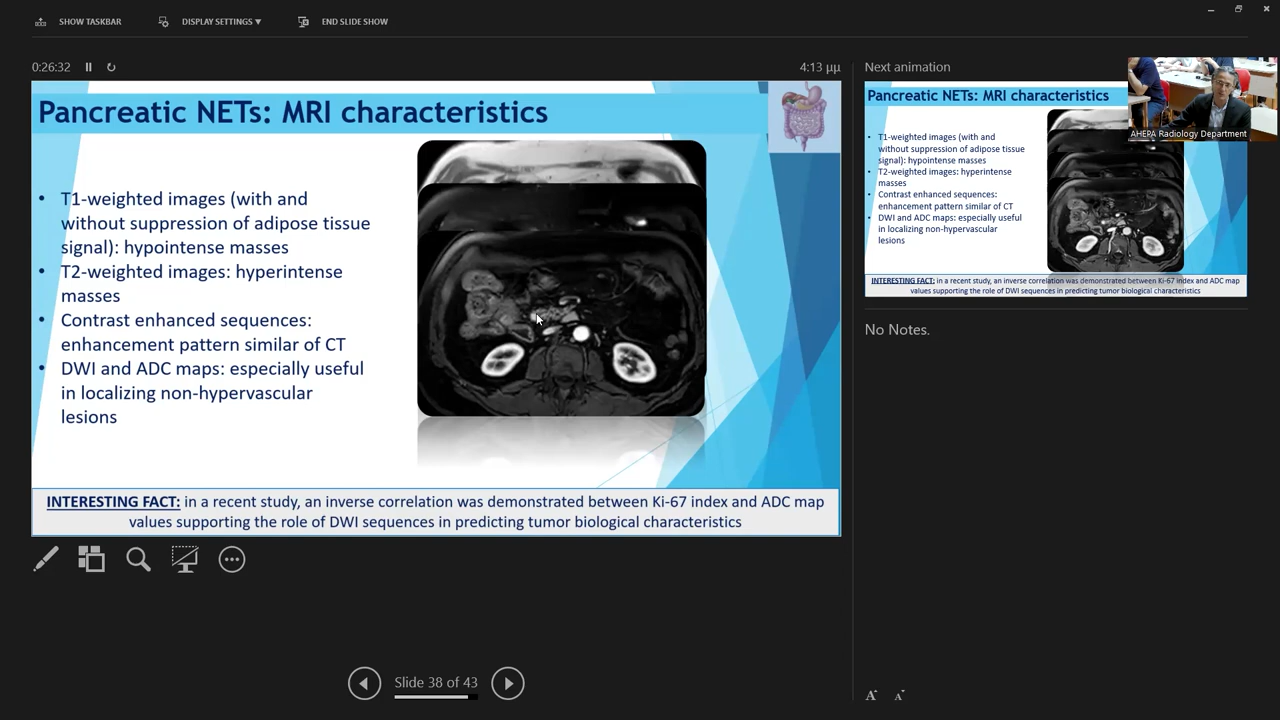 SHOW TASKBAR
DISPLAY SETTINGS ▼
END SLIDE SHOW
0:26:32
4:13 μμ
Pancreatic NETs: MRI characteristics
• T1-weighted images (with and
without suppression of adipose tissue
signal): hypointense masses
• T2-weighted images: hyperintense
masses
• Contrast enhanced sequences:
enhancement pattern similar of CT
• DWI and ADC maps: especially useful
in localizing non-hypervascular
lesions
INTERESTING FACT: in a recent study, an inverse correlation was demonstrated between Ki-67 index and ADC map
values supporting the role of DWI sequences in predicting tumor biological characteristics
Slide 38 of 43
Next animation
AHEPA Radiology Department
Pancreatic NETs: MRI characteristics
• T1-weighted images (with and
without suppression of adipose tissue
signal): hypointense masses
• T2-weighted images: hyperintense
masses
• Contrast enhanced sequences:
enhancement pattern similar of CT
• DWI and ADC maps: especially useful
in localizing non-hypervascular
lesions
INTERESTING FACT: in a recent study, an inverse correlation was demonstrated between Ki-67 index and ADC map
values supporting the role of DWI sequences in predicting tumor biological characteristics
No Notes.
A A